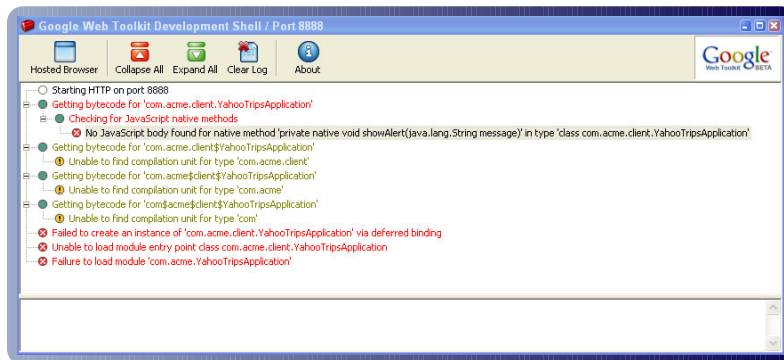 Google Web Toolkit Development Shell / Port 8888
Hosted Browser Collapse All Expand All Clear Log About
Google
Web Toolkit BETA
Starting HTTP on port 8888
Getting bytecode for 'com.acme.client.YahooTripsApplication'
Checking for JavaScript native methods
No JavaScript body found for native method 'private native void showAlert(java.lang.String message)' in type 'class com.acme.client.YahooTripsApplication'
Getting bytecode for 'com.acme.client$YahooTripsApplication'
Unable to find compilation unit for type 'com.acme.client'
Getting bytecode for 'com.acme$client$YahooTripsApplication'
Unable to find compilation unit for type 'com.acme'
Getting bytecode for 'com$acme$client$YahooTripsApplication'
Unable to find compilation unit for type 'com'
Failed to create an instance of 'com.acme.client.YahooTripsApplication' via deferred binding
Unable to load module entry point class com.acme.client.YahooTripsApplication
Failure to load module 'com.acme.YahooTripsApplication'